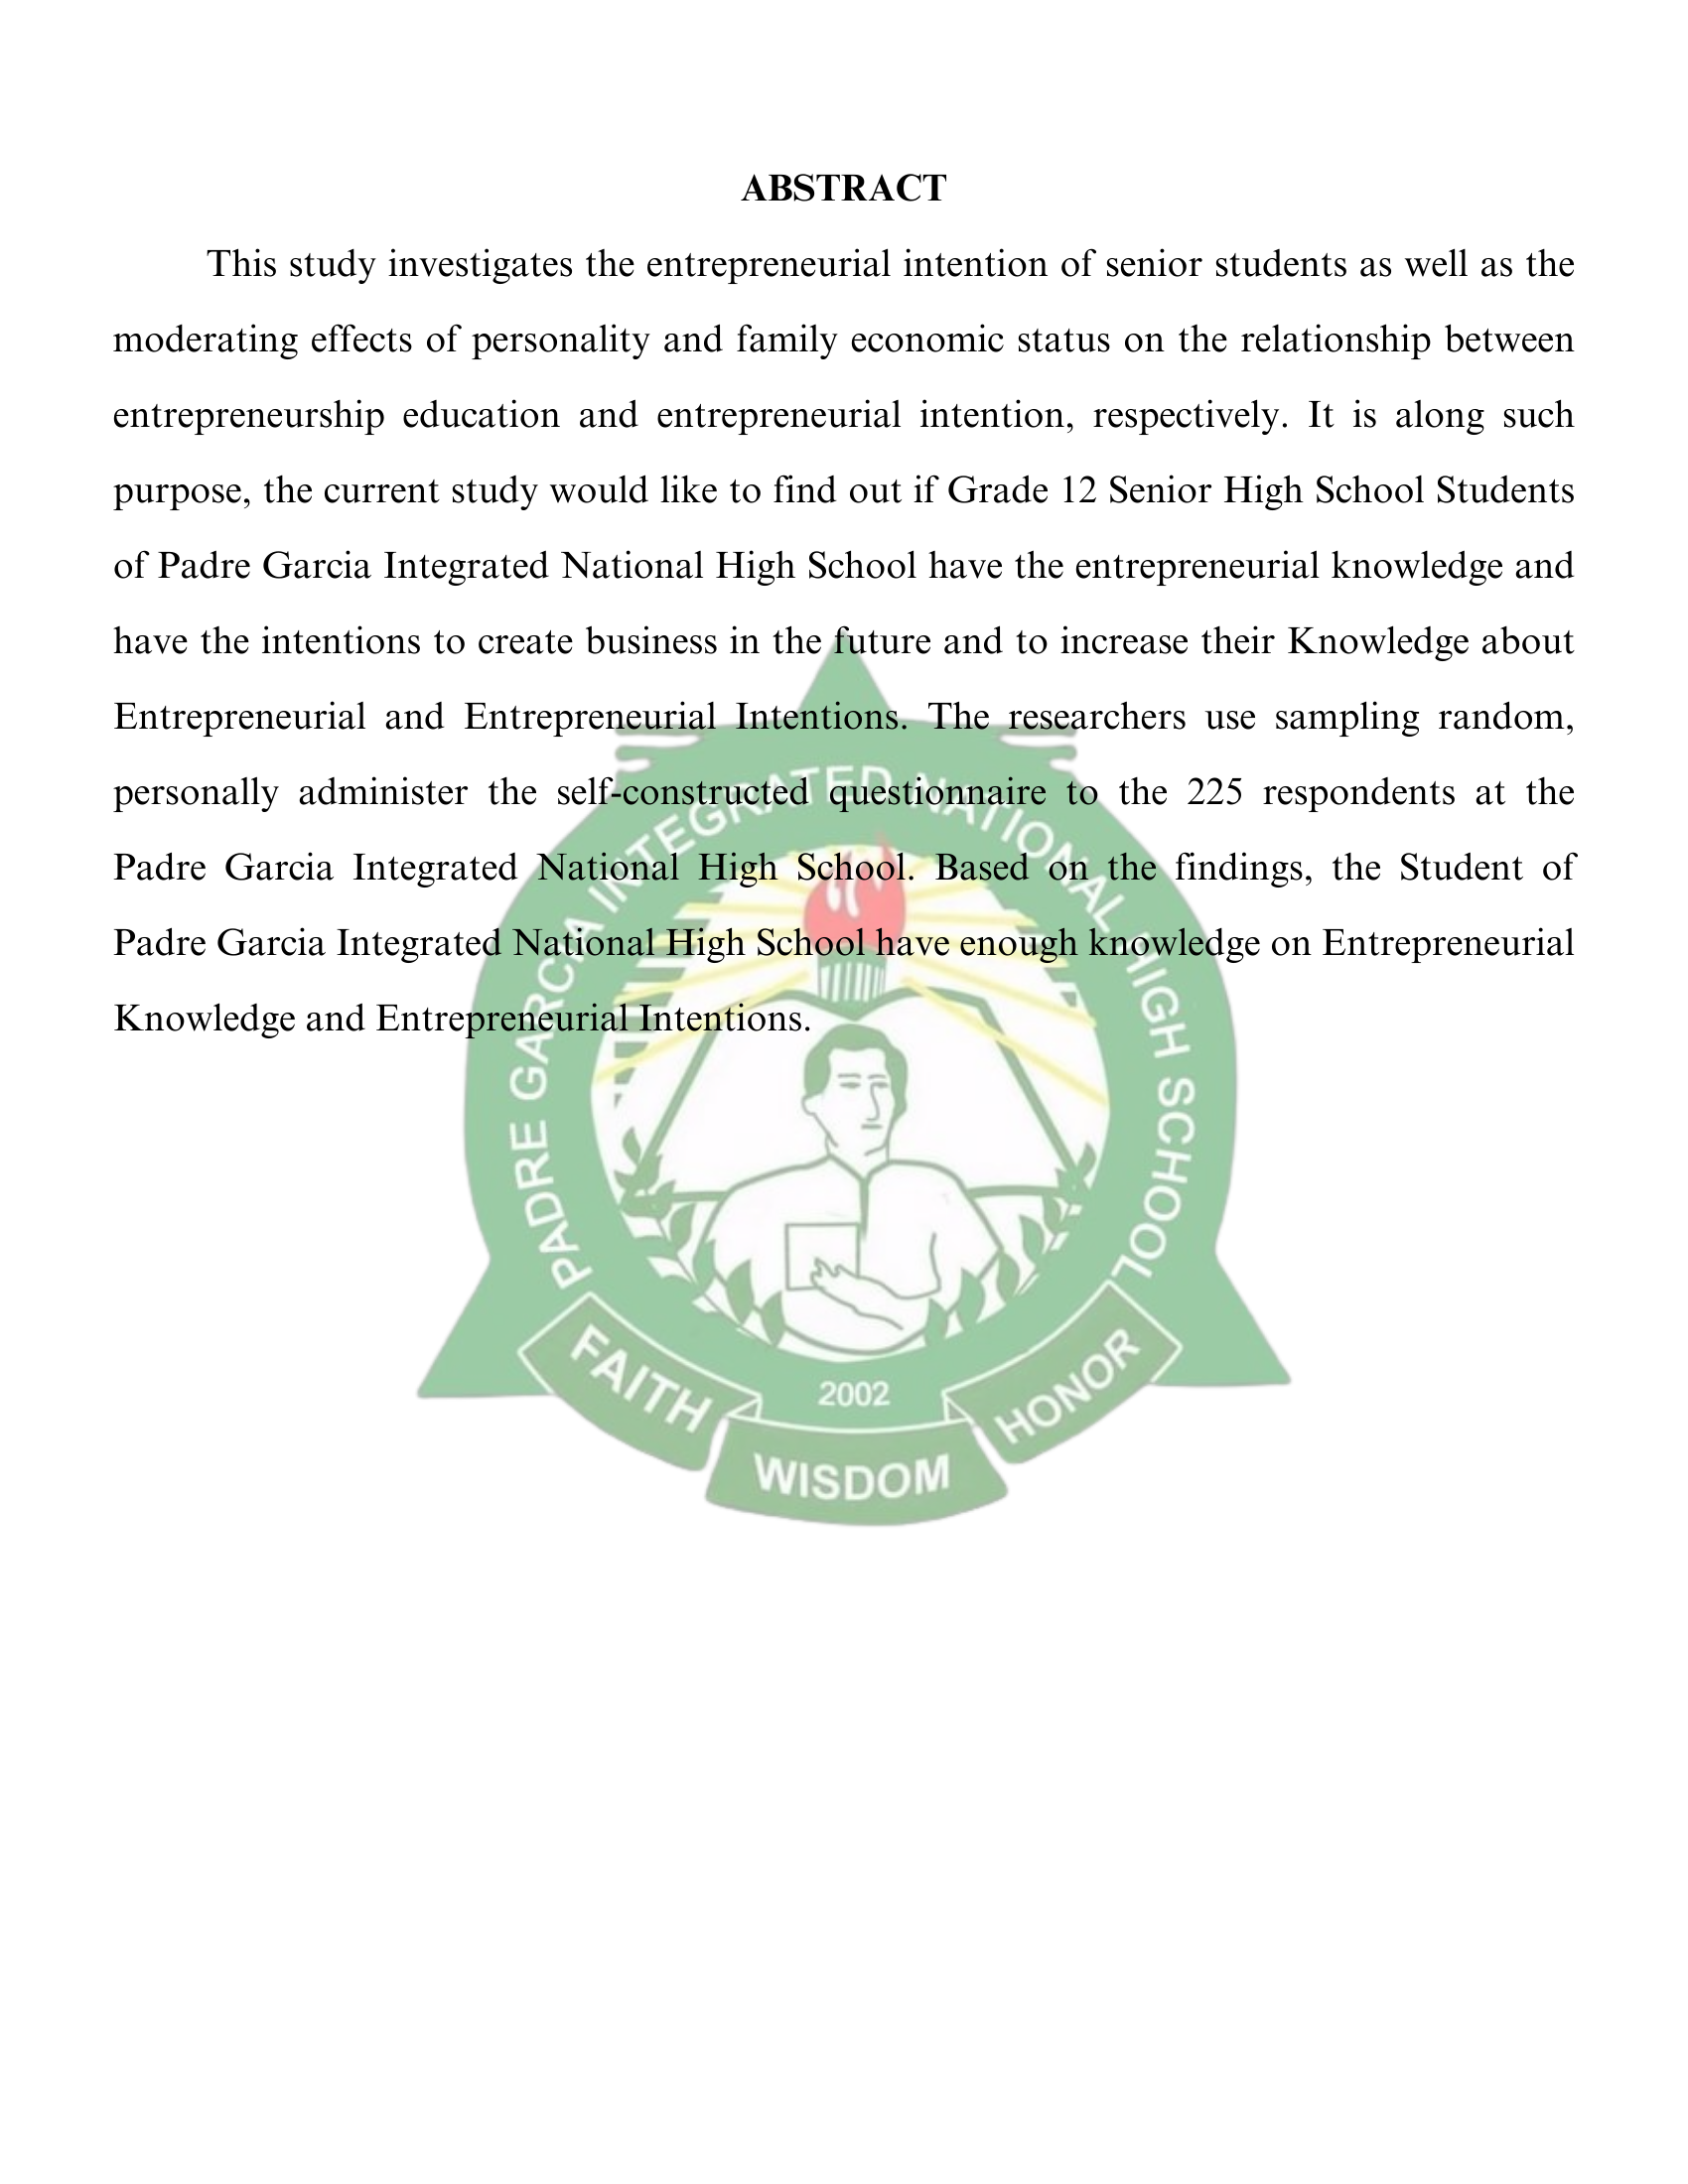 ABSTRACT
This study investigates the entrepreneurial intention of senior students as well as the
moderating effects of personality and family economic status on the relationship between
entrepreneurship education and entrepreneurial intention, respectively. It is along such
purpose, the current study would like to find out if Grade 12 Senior High School Students
of Padre Garcia Integrated National High School have the entrepreneurial knowledge and
have the intentions to create business in the future and to increase their Knowledge about
Entrepreneurial and Entrepreneurial Intentions. The researchers use sampling random,
personally administer the self-constructed questionnaire to the 225 respondents at the
Padre Garcia Integrated National High School. Based on the findings, the Student of
Padre Garcia Integrated National High School have enough knowledge on Entrepreneurial
Knowledge and Entrepreneurial Intentions.
PADRE GARCIA INTEGRATED NATIONAL HIGH SCHOOL
2002
FAITH
WISDOM
HONOR